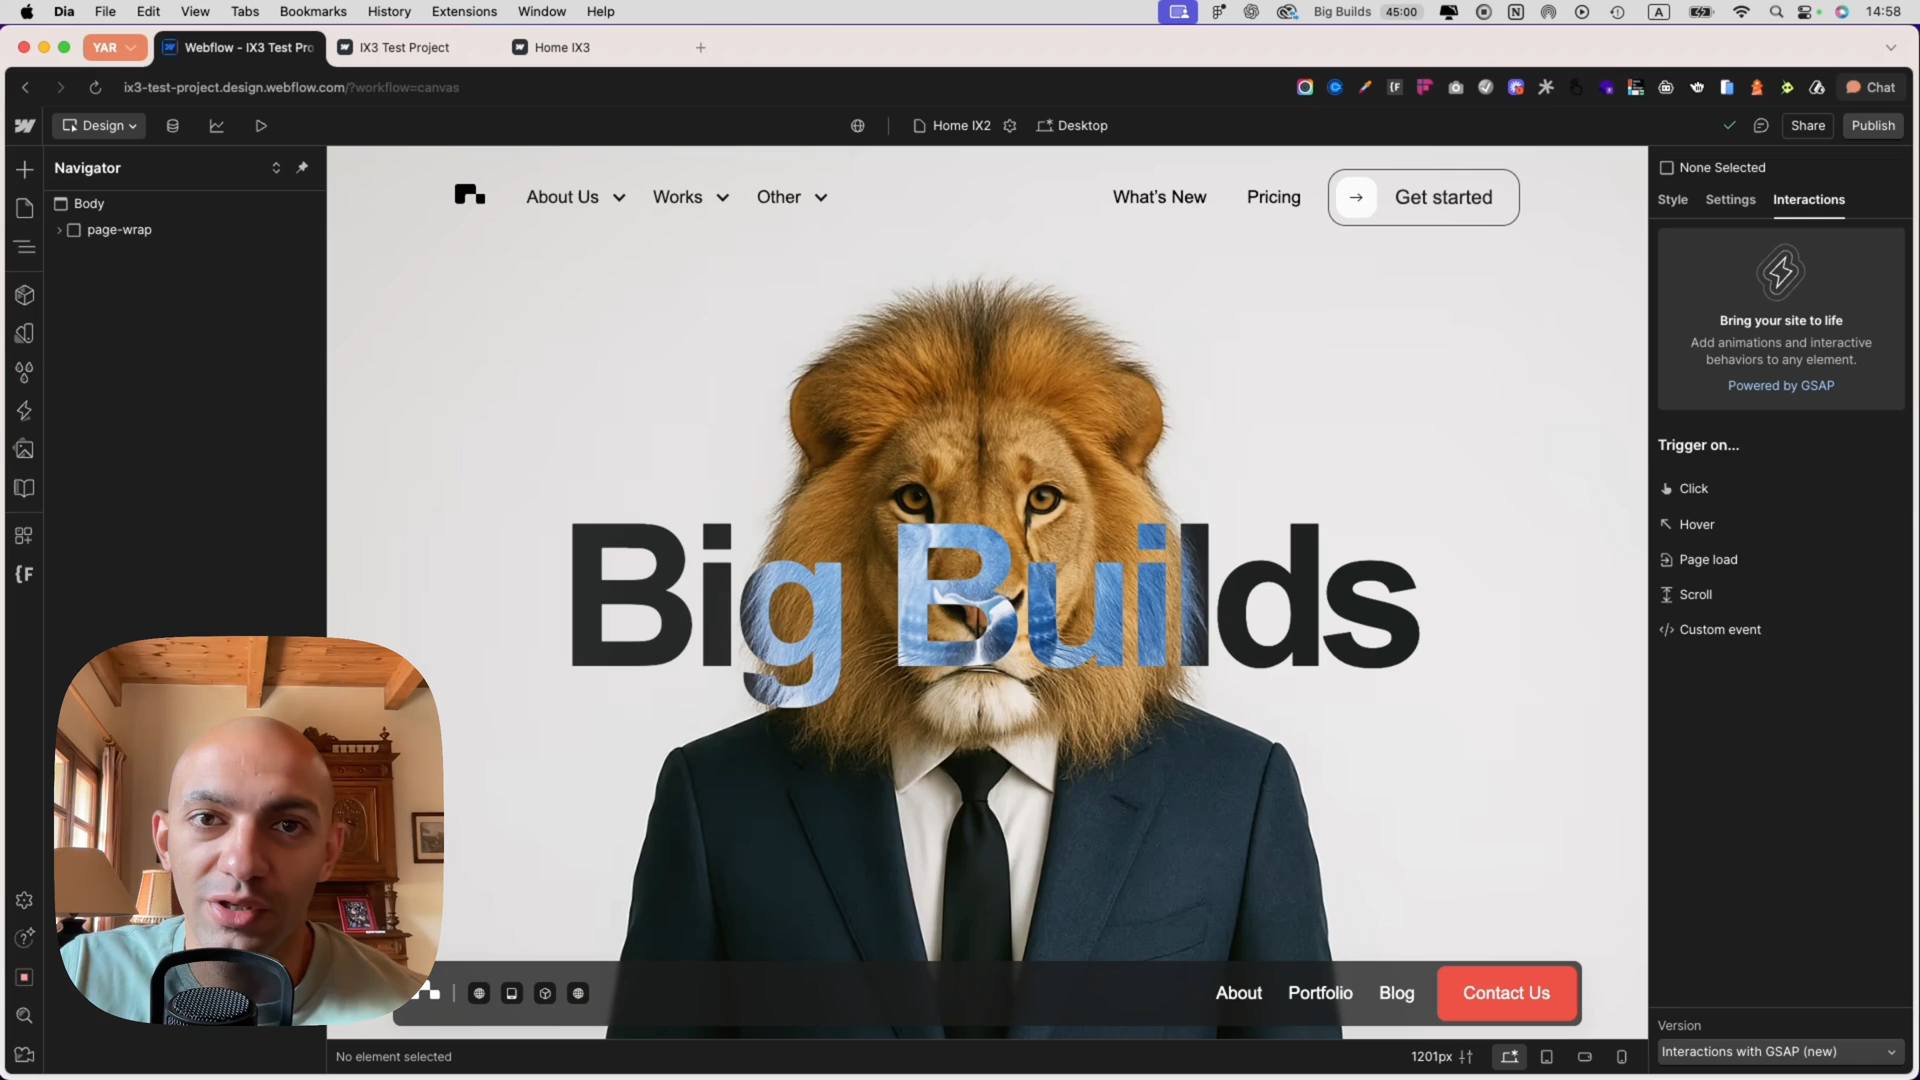 Dia File Edit View Tabs Bookmarks History Extensions Window Help
Big Builds 45:00 A 14:58
YAR Webflow - IX3 Test Pro IX3 Test Project Home IX3
ix3-test-project.design.webflow.com/?workflow=canvas
Chat
Design Home IX2 Desktop Share Publish
Navigator
Body
page-wrap
About Us Works Other What's New Pricing Get started
Big Builds
About Portfolio Blog Contact Us
No element selected
1201px
None Selected
Style Settings Interactions
Bring your site to life
Add animations and interactive
behaviors to any element.
Powered by GSAP
Trigger on...
Click
Hover
Page load
Scroll
Custom event
Version
Interactions with GSAP (new)